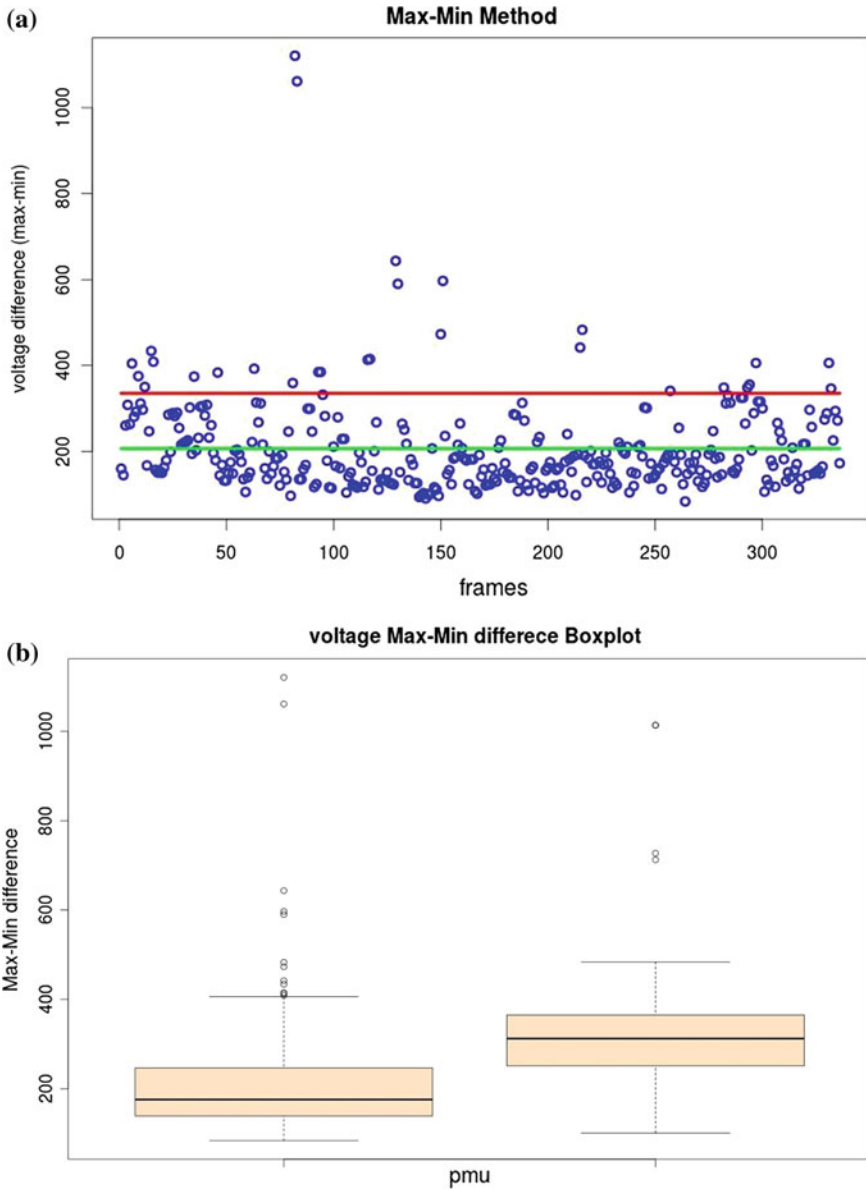 (a)
Max-Min Method
voltage difference (max-min)
1000
800
600
400
200
0 50 100 150 200 250 300
frames
(b)
voltage Max-Min differece Boxplot
Max-Min difference
1000
800
600
400
200
pmu